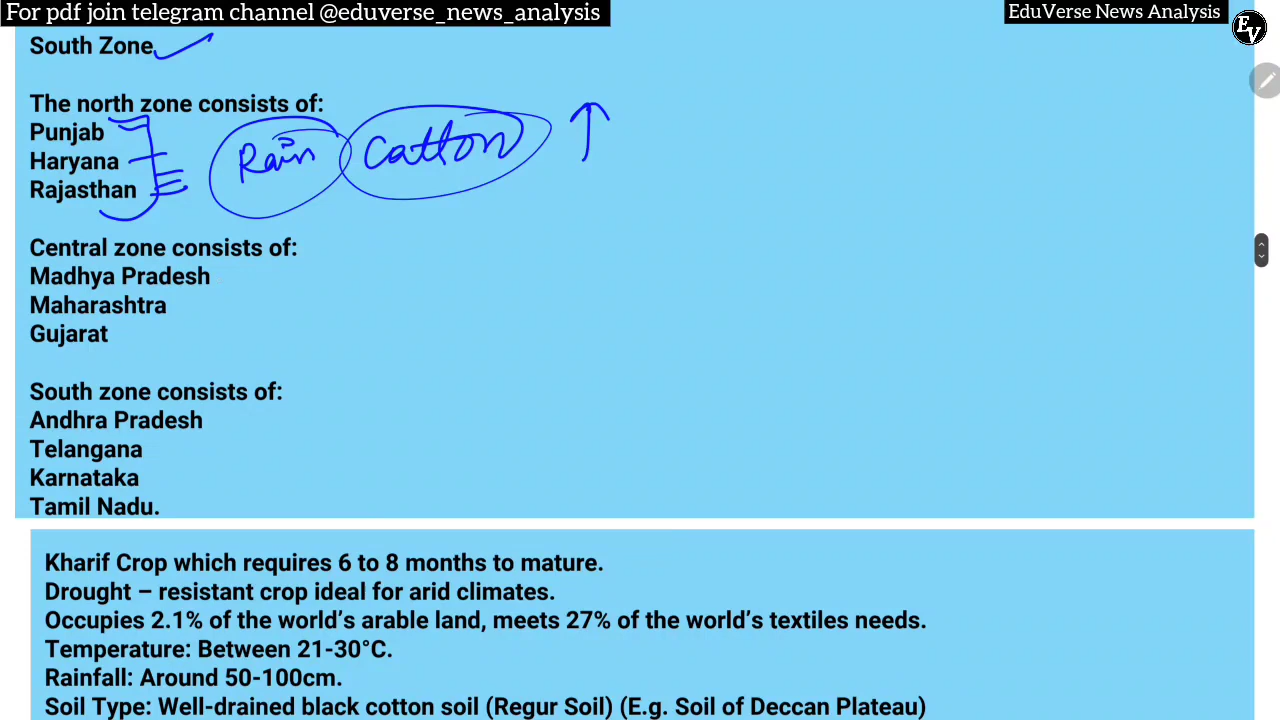 For pdf join telegram channel @eduverse_news_analysis
EduVerse News Analysis
EV
South Zone
The north zone consists of:
Punjab
Haryana
Rajasthan
Rain Catton
Central zone consists of:
Madhya Pradesh
Maharashtra
Gujarat
South zone consists of:
Andhra Pradesh
Telangana
Karnataka
Tamil Nadu.
Kharif Crop which requires 6 to 8 months to mature.
Drought – resistant crop ideal for arid climates.
Occupies 2.1% of the world's arable land, meets 27% of the world's textiles needs.
Temperature: Between 21-30°C.
Rainfall: Around 50-100cm.
Soil Type: Well-drained black cotton soil (Regur Soil) (E.g. Soil of Deccan Plateau)